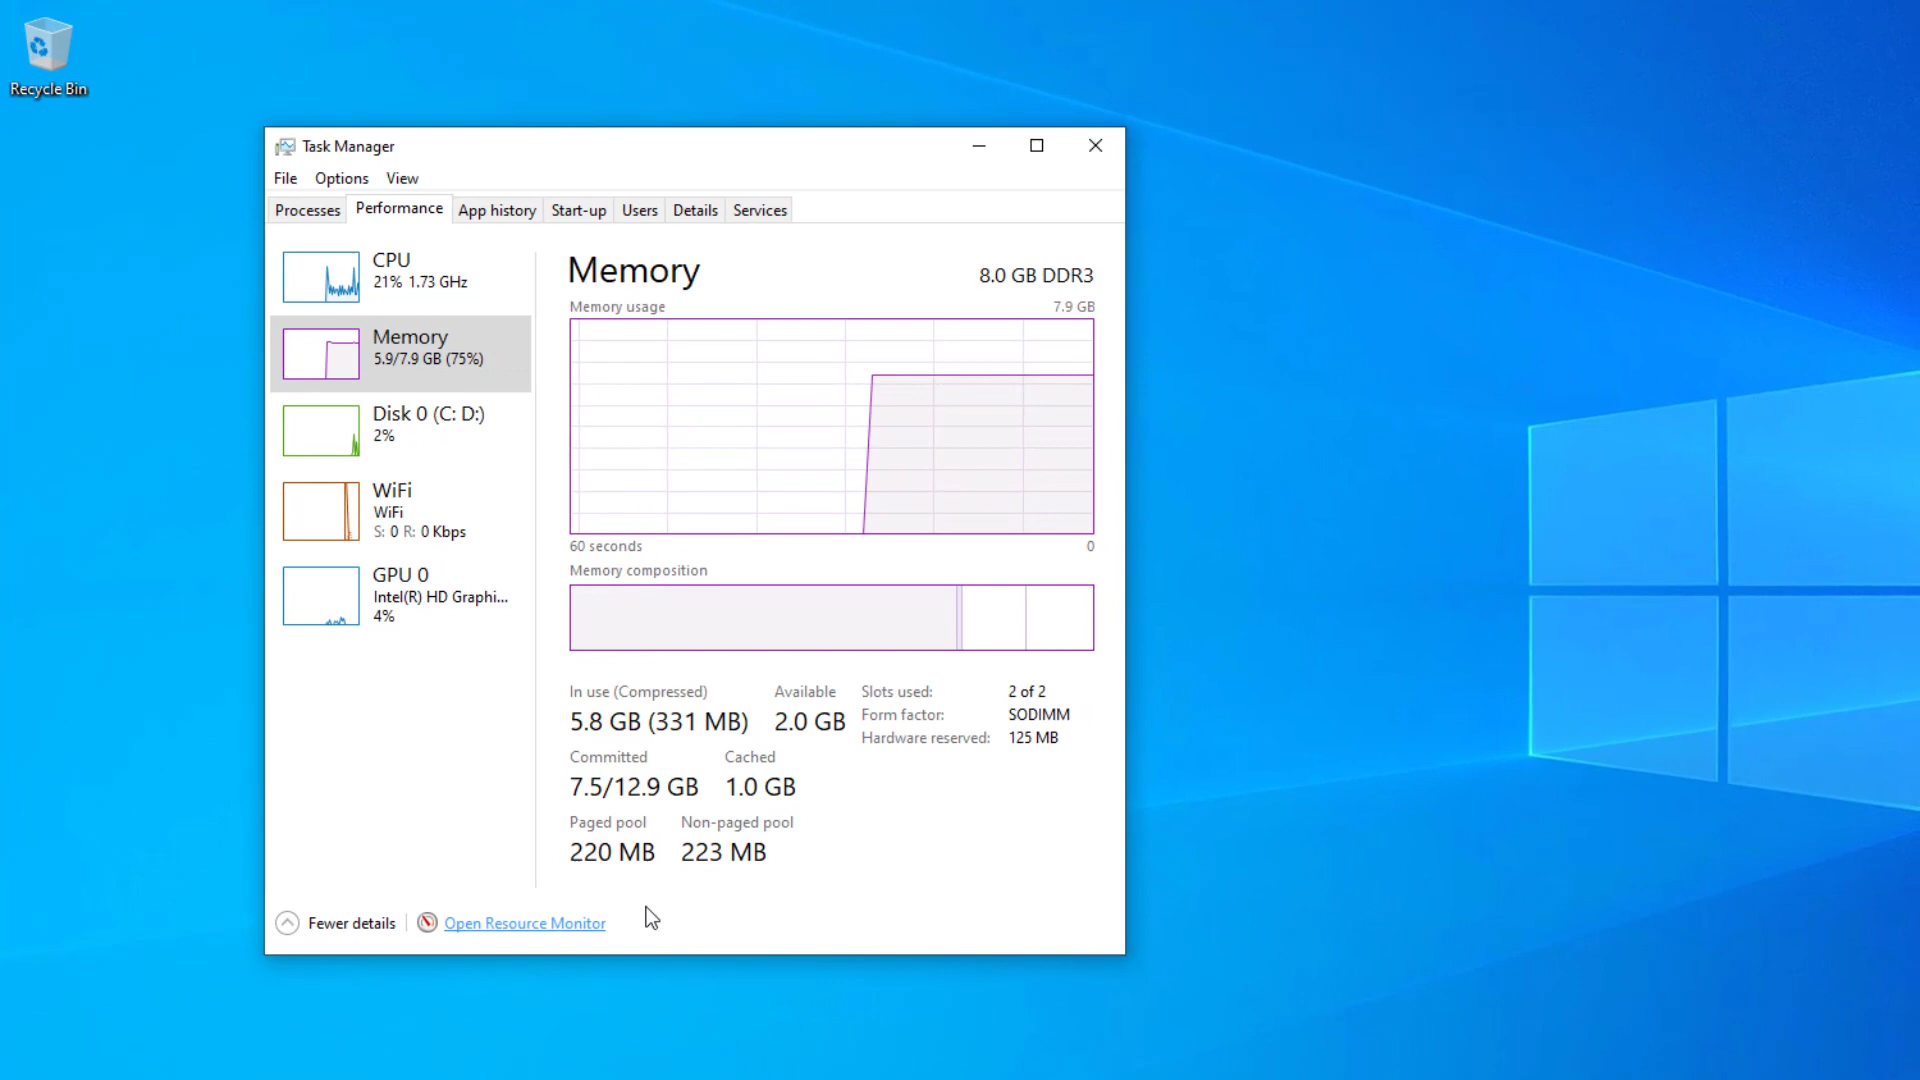 Recycle Bin
Task Manager
File Options View
Processes Performance App history Start-up Users Details Services
CPU
21% 1.73 GHz
Memory
5.9/7.9 GB (75%)
Disk 0 (C: D:)
2%
WiFi
WiFi
S: 0 R: 0 Kbps
GPU 0
Intel(R) HD Graphi...
4%
Memory 8.0 GB DDR3
Memory usage 7.9 GB
60 seconds 0
Memory composition
In use (Compressed) Available
5.8 GB (331 MB) 2.0 GB
Committed Cached
7.5/12.9 GB 1.0 GB
Paged pool Non-paged pool
220 MB 223 MB
Slots used: 2 of 2
Form factor: SODIMM
Hardware reserved: 125 MB
Fewer details Open Resource Monitor